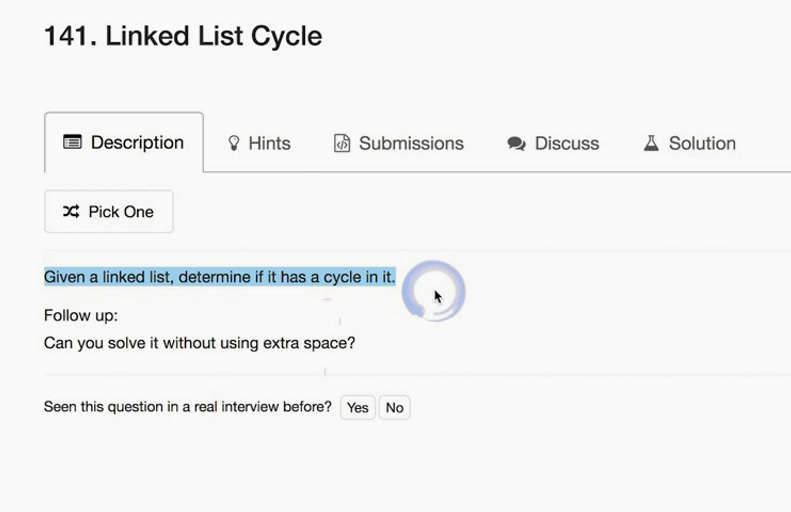 141. Linked List Cycle
Description Hints Submissions Discuss Solution
Pick One
Given a linked list, determine if it has a cycle in it.
Follow up:
Can you solve it without using extra space?
Seen this question in a real interview before? Yes No